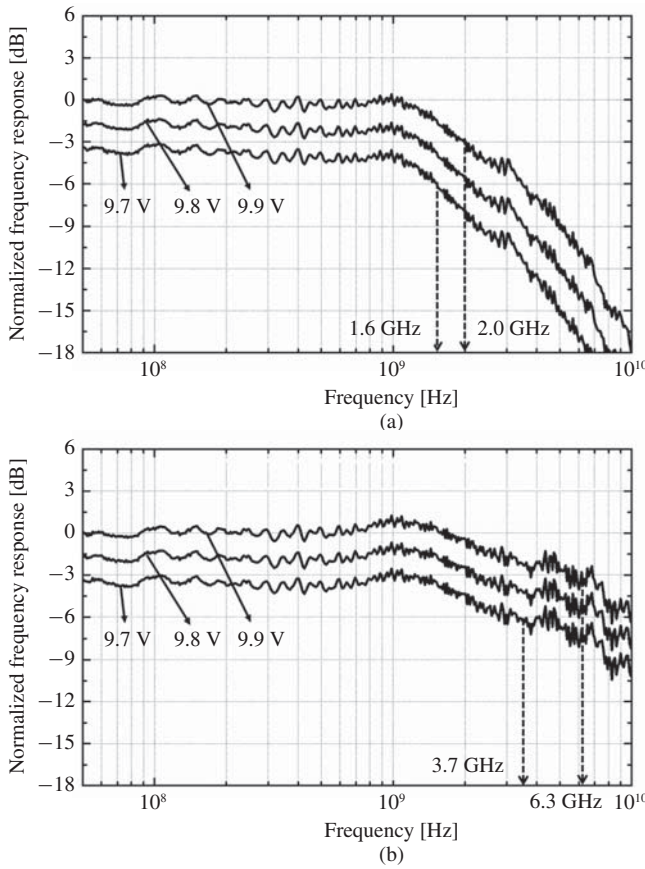 Normalized frequency response [dB]
6
3
0
−3
−6
−9
−12
−15
−18
9.7 V
9.8 V
9.9 V
1.6 GHz
2.0 GHz
10⁸
10⁹
10¹⁰
Frequency [Hz]
(a)
Normalized frequency response [dB]
6
3
0
−3
−6
−9
−12
−15
−18
9.7 V
9.8 V
9.9 V
3.7 GHz
6.3 GHz
10⁸
10⁹
10¹⁰
Frequency [Hz]
(b)